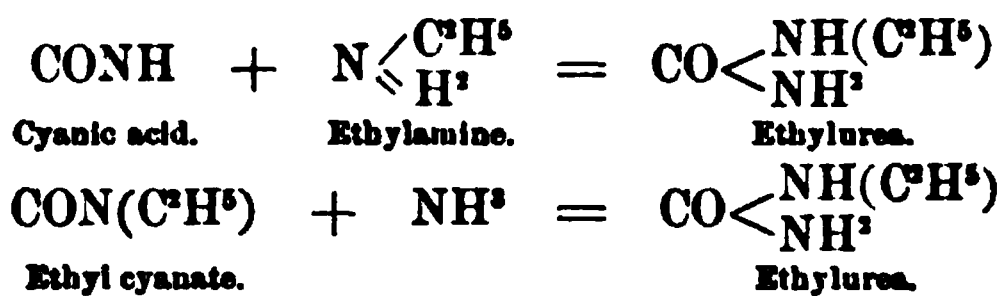 CONH + N<C²H⁵ H² = CO<NH(C²H⁵) NH²
Cyanic acid. Ethylamine. Ethylurea.
CON(C²H⁵) + NH³ = CO<NH(C²H⁵) NH²
Ethyl cyanate. Ethylurea.